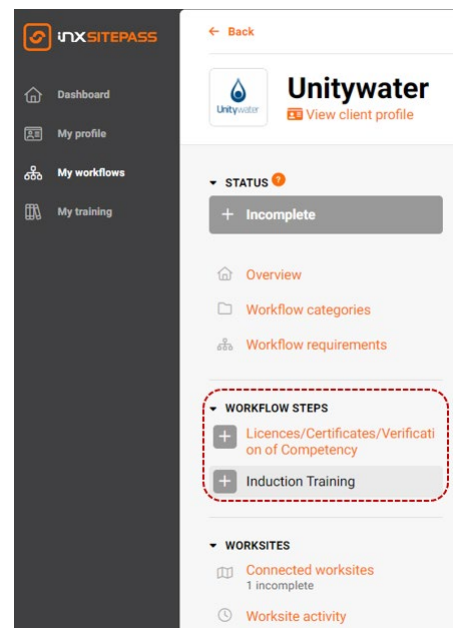 INXSITEPASS
Dashboard
My profile
My workflows
My training
← Back
Unitywater
Unitywater
View client profile
STATUS ?
+ Incomplete
Overview
Workflow categories
Workflow requirements
WORKFLOW STEPS
+ Licences/Certificates/Verificati
on of Competency
+ Induction Training
WORKSITES
Connected worksites
1 incomplete
Worksite activity